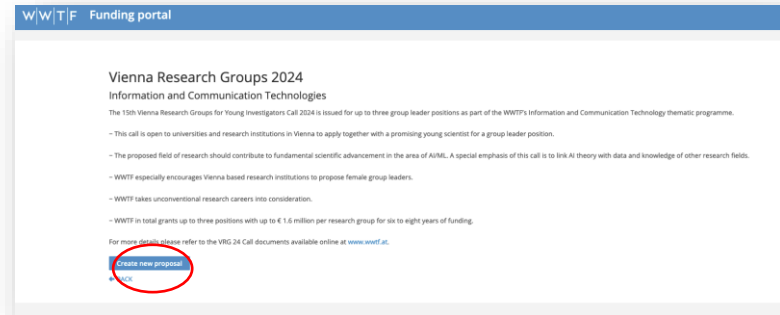 W|W|T|F Funding portal
Vienna Research Groups 2024
Information and Communication Technologies
The 15th Vienna Research Groups for Young Investigators Call 2024 is issued for up to three group leader positions as part of the WWTF's Information and Communication Technology thematic programme.
– This call is open to universities and research institutions in Vienna to apply together with a promising young scientist for a group leader position.
– The proposed field of research should contribute to fundamental scientific advancement in the area of AI/ML. A special emphasis of this call is to link AI theory with data and knowledge of other research fields.
– WWTF especially encourages Vienna based research institutions to propose female group leaders.
– WWTF takes unconventional research careers into consideration.
– WWTF in total grants up to three positions with up to € 1.6 million per research group for six to eight years of funding.
For more details please refer to the VRG 24 Call documents available online at www.wwtf.at.
Create new proposal
BACK